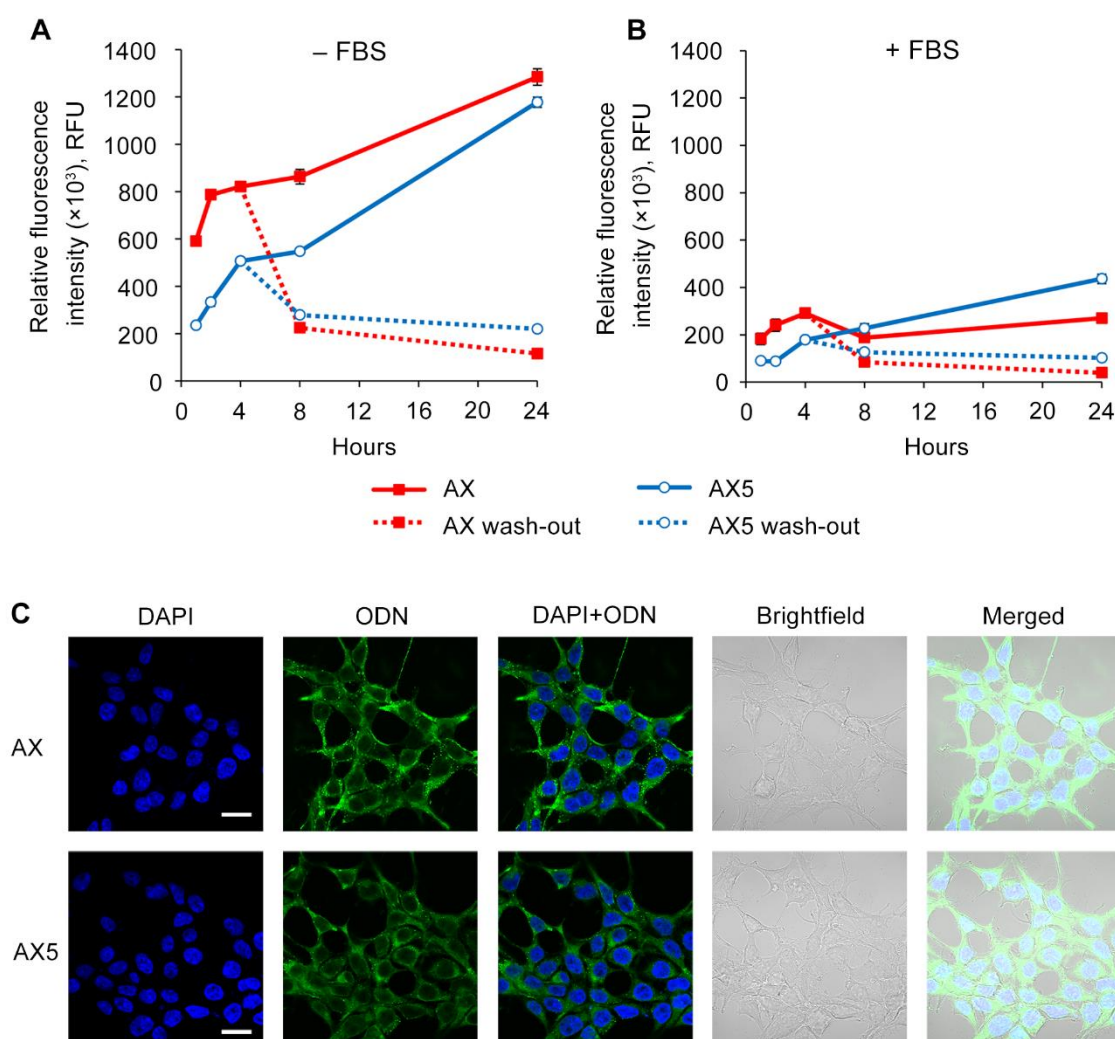 A
– FBS
1400
1200
1000
800
600
400
200
0
Relative fluorescence
intensity (×10³), RFU
0 4 8 12 16 20 24
Hours
B
+ FBS
1400
1200
1000
800
600
400
200
0
Relative fluorescence
intensity (×10³), RFU
0 4 8 12 16 20 24
Hours
AX
AX5
AX wash-out
AX5 wash-out
C
DAPI ODN DAPI+ODN Brightfield Merged
AX
AX5